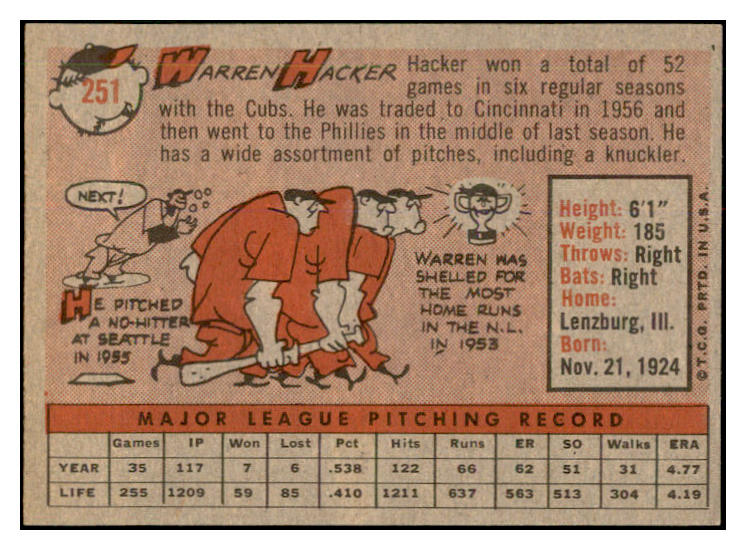 251
WARREN HACKER
Hacker won a total of 52
games in six regular seasons
with the Cubs. He was traded to Cincinnati in 1956 and
then went to the Phillies in the middle of last season. He
has a wide assortment of pitches, including a knuckler.
NEXT!
HE PITCHED
A NO-HITTER
AT SEATTLE
IN 1955
WARREN WAS
SHELLED FOR
THE MOST
HOME RUNS
IN THE N.L.
IN 1953
Height: 6'1"
Weight: 185
Throws: Right
Bats: Right
Home:
Lenzburg, Ill.
Born:
Nov. 21, 1924
© T.C.G. PRTD. IN U.S.A.
MAJOR LEAGUE PITCHING RECORD
Games IP Won Lost Pct Hits Runs ER SO Walks ERA
YEAR 35 117 7 6 .538 122 66 62 51 31 4.77
LIFE 255 1209 59 85 .410 1211 637 563 513 304 4.19